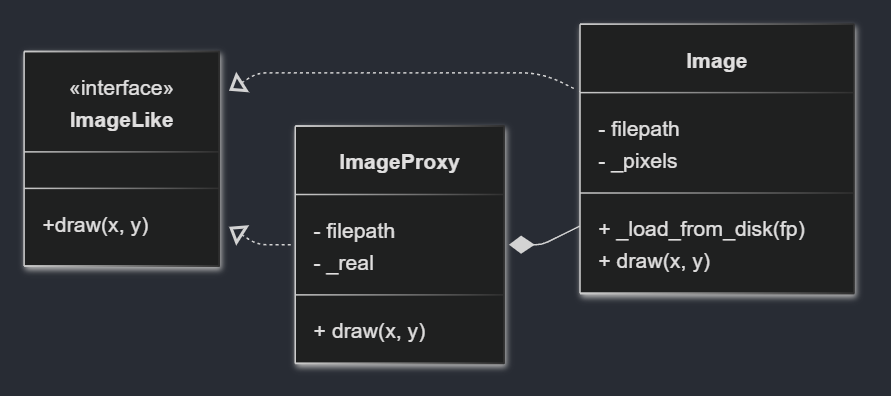 «interface»
ImageLike
+draw(x, y)
ImageProxy
- filepath
- _real
+ draw(x, y)
Image
- filepath
- _pixels
+ _load_from_disk(fp)
+ draw(x, y)